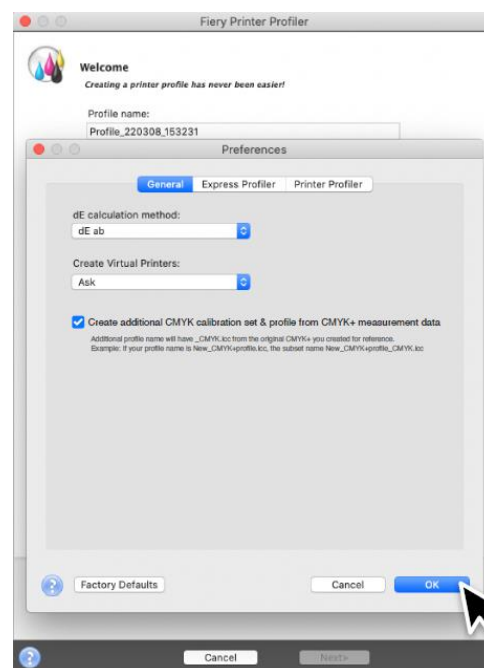 Fiery Printer Profiler
Welcome
Creating a printer profile has never been easier!
Profile name:
Profile_220308_153231
Preferences
General Express Profiler Printer Profiler
dE calculation method:
dE ab
Create Virtual Printers:
Ask
Create additional CMYK calibration set & profile from CMYK+ measurement data
Additional profile name will have _CMYK.icc from the original CMYK+ you created for reference.
Example: If your profile name is New_CMYK+profile.icc, the subset name New_CMYK+profile_CMYK.icc
? Factory Defaults Cancel OK
? Cancel Next>